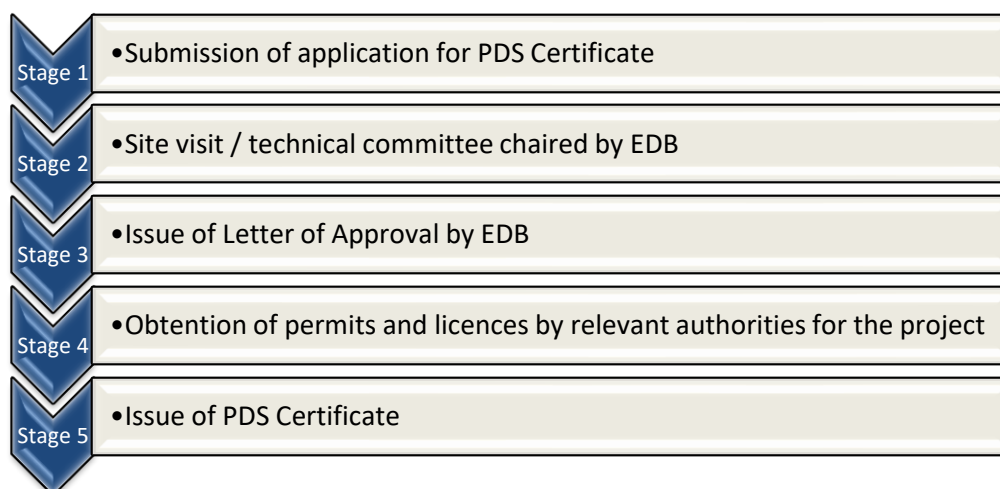 Stage 1
•Submission of application for PDS Certificate
Stage 2
•Site visit / technical committee chaired by EDB
Stage 3
•Issue of Letter of Approval by EDB
Stage 4
•Obtention of permits and licences by relevant authorities for the project
Stage 5
•Issue of PDS Certificate